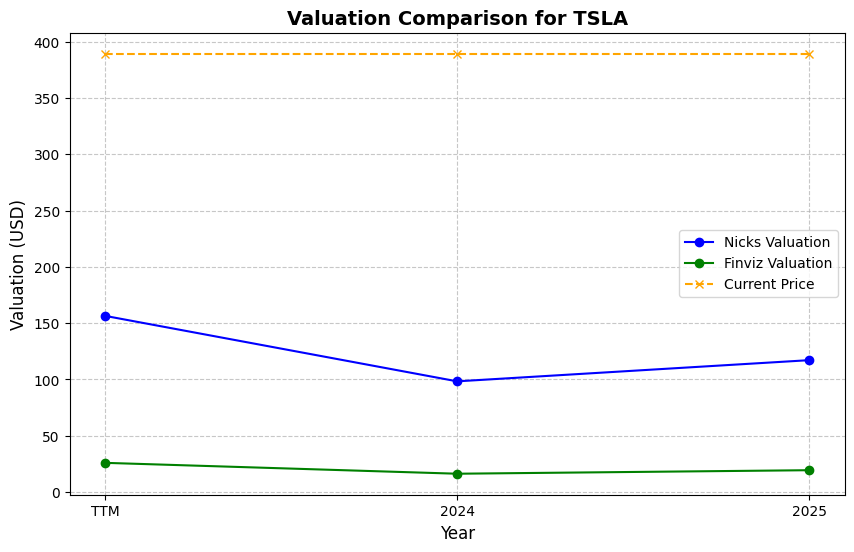 Valuation Comparison for TSLA
Valuation (USD)
400
350
300
250
200
150
100
50
0
Nicks Valuation
Finviz Valuation
Current Price
TTM
2024
2025
Year